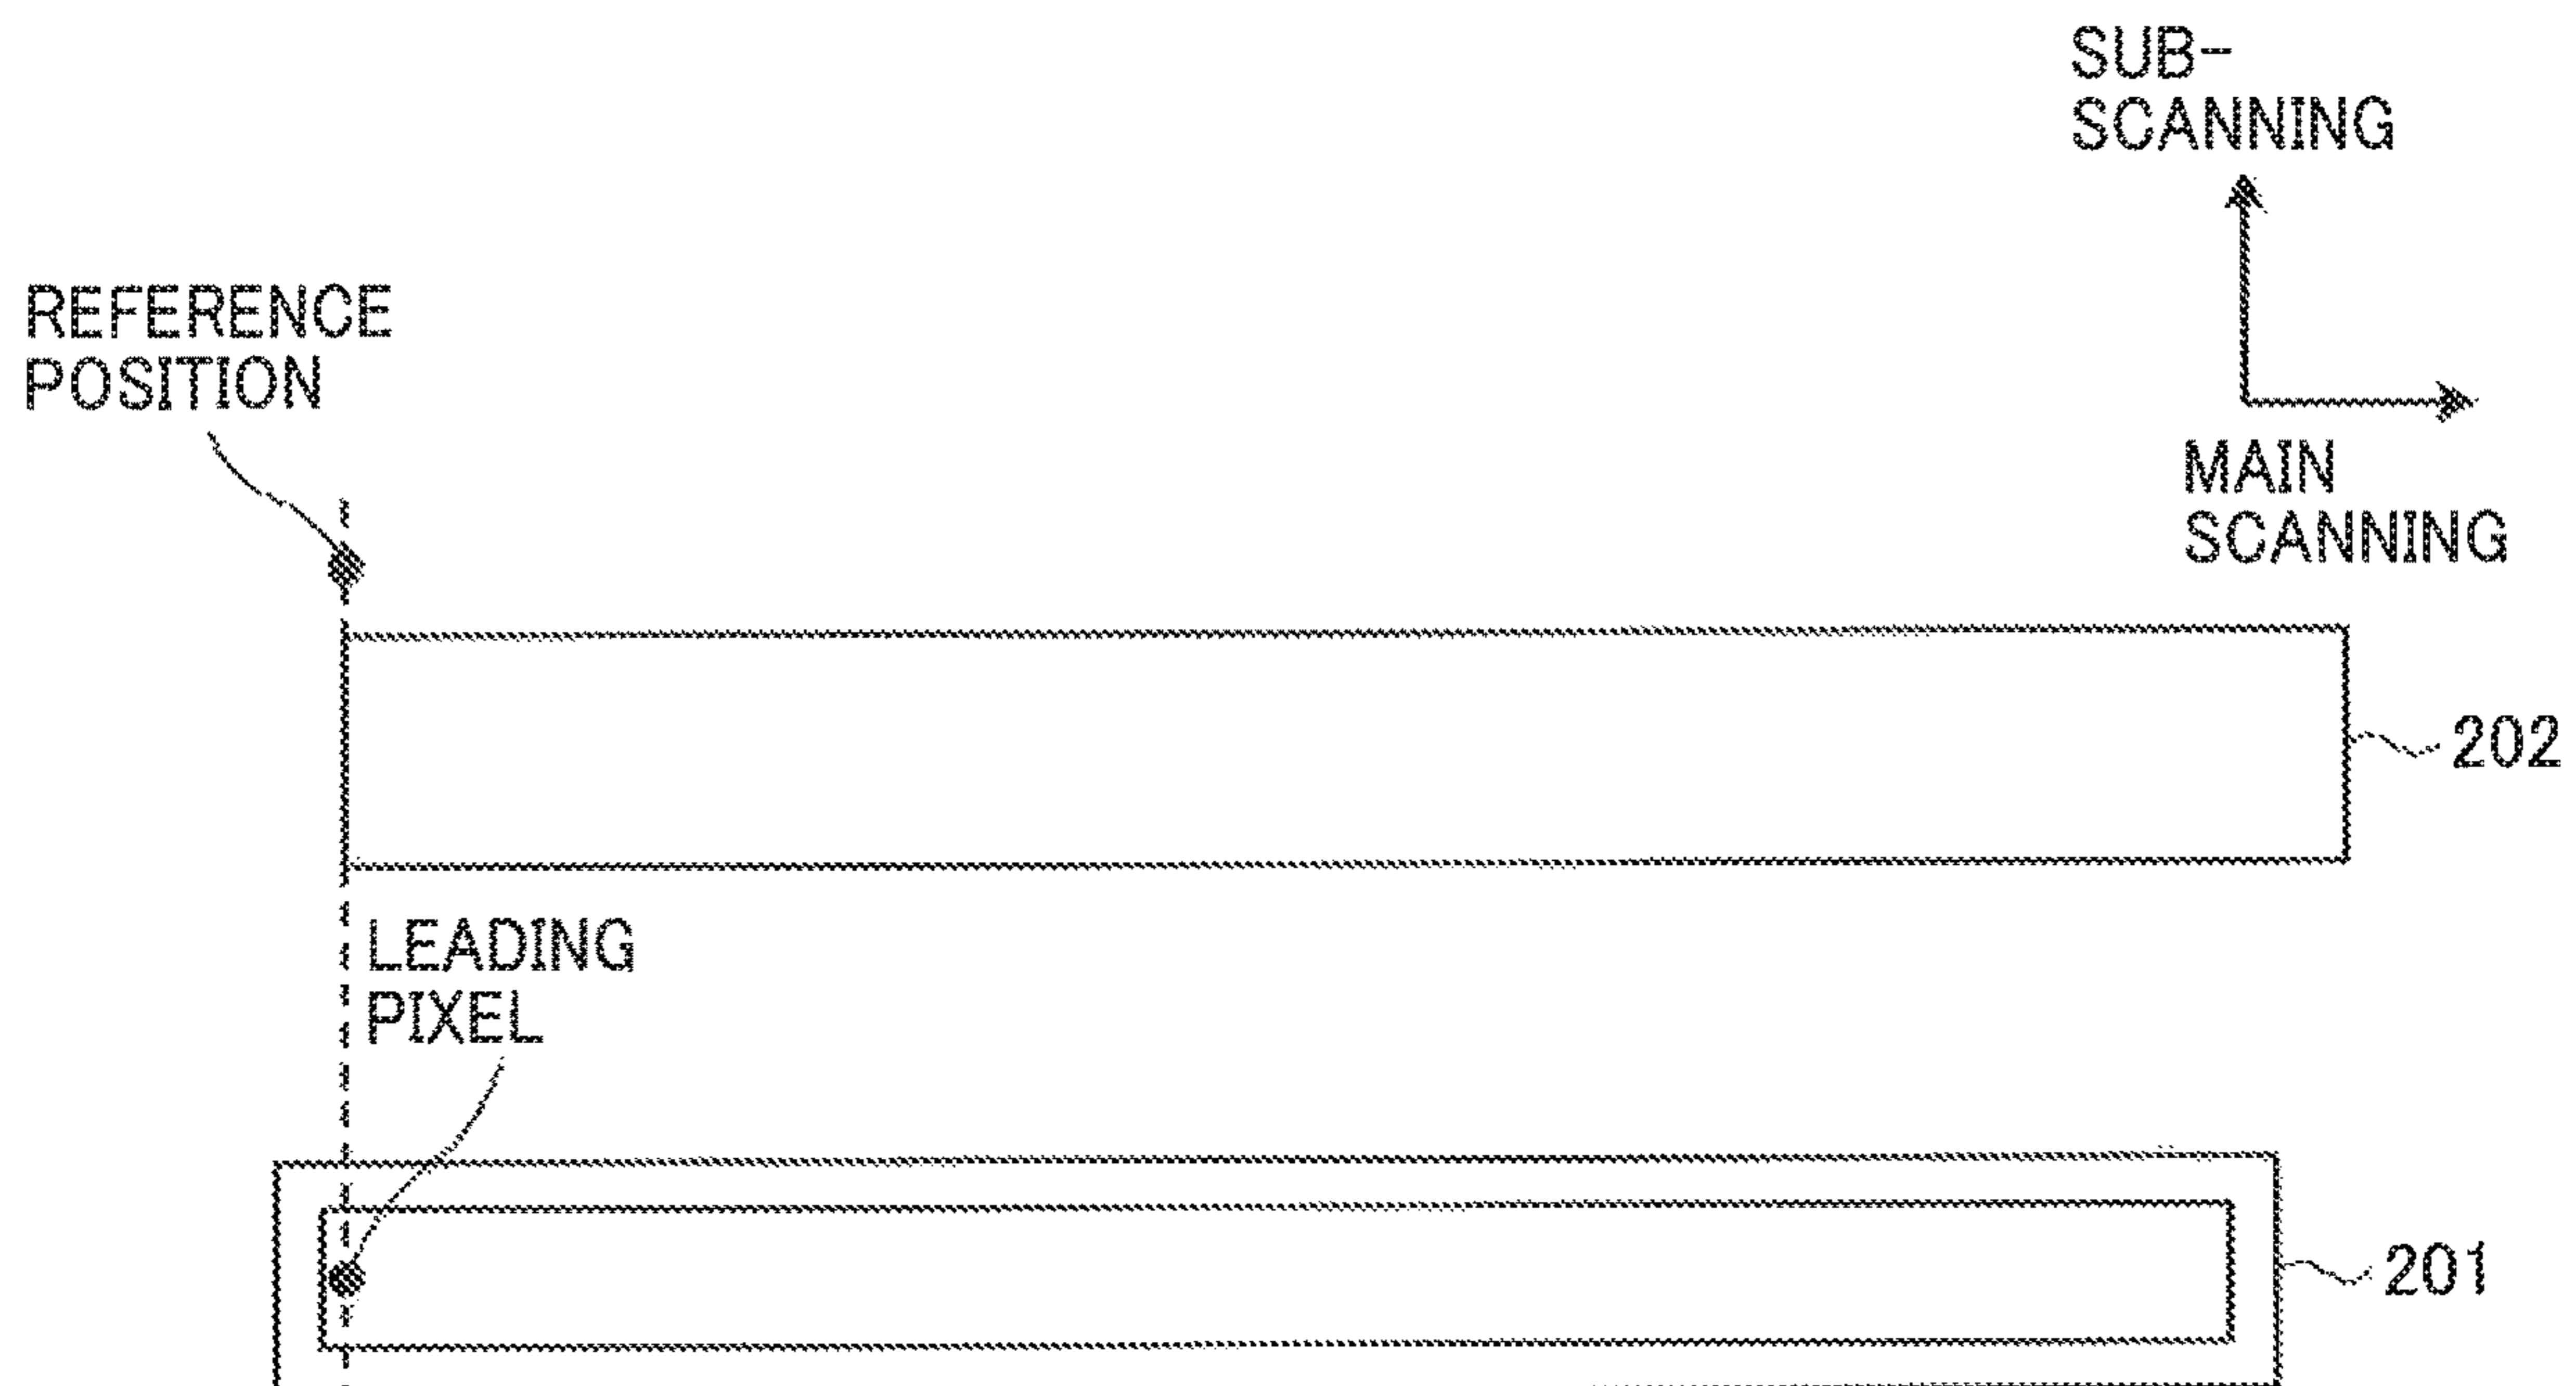 SUB-
SCANNING
REFERENCE
POSITION
MAIN
SCANNING
202
LEADING
PIXEL
201